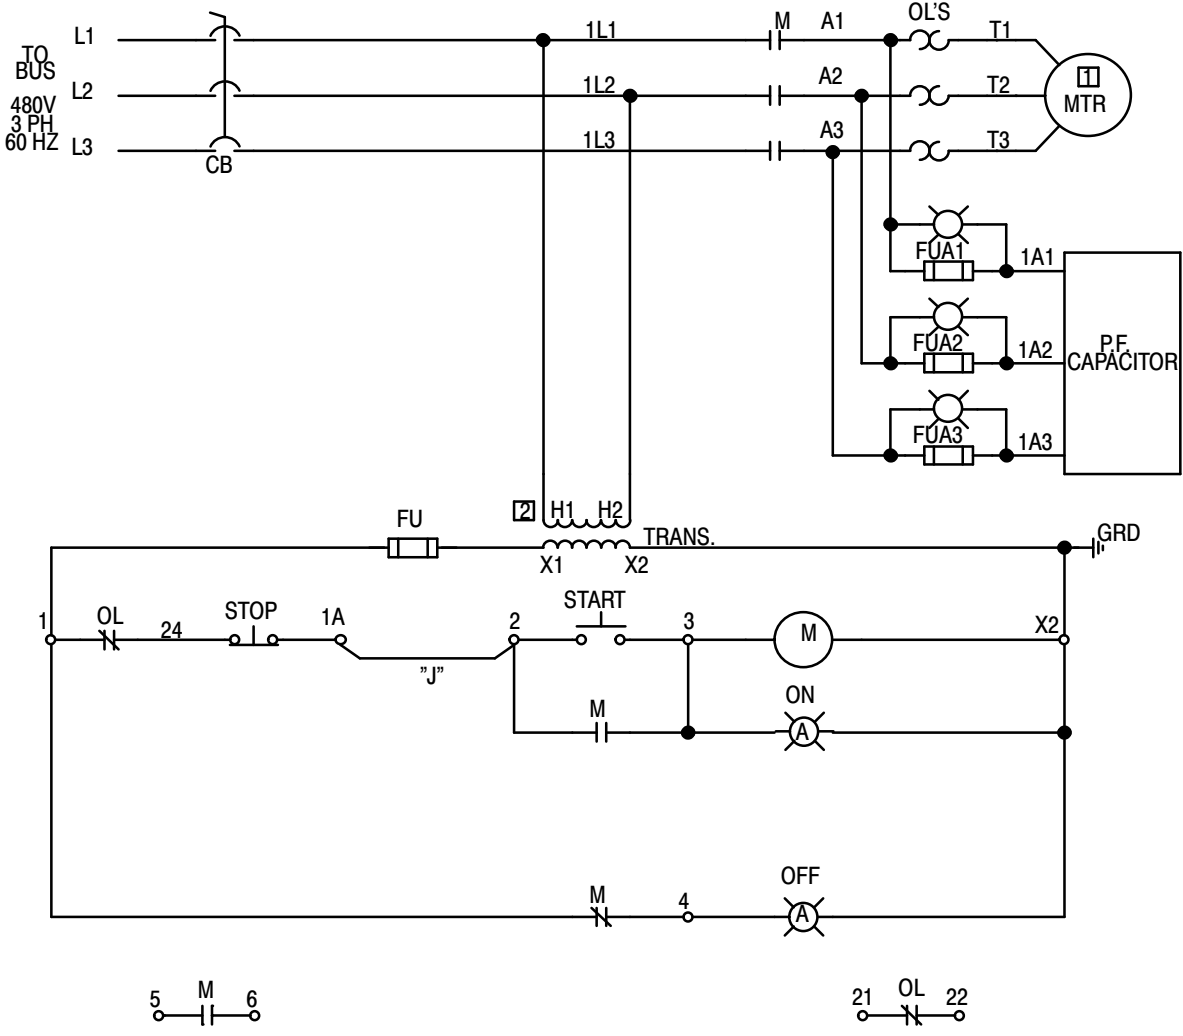 OL'S
L1
1L1
M
A1
T1
TO
BUS
1
L2
1L2
A2
T2
MTR
480V
3 PH
60 HZ
L3
1L3
A3
T3
CB
FUA1
1A1
FUA2
1A2
P.F.
CAPACITOR
FUA3
1A3
2
H1
H2
FU
TRANS.
GRD
X1
X2
1
OL
24
STOP
1A
2
START
3
M
X2
"J"
M
ON
A
M
4
OFF
A
5
M
6
21
OL
22